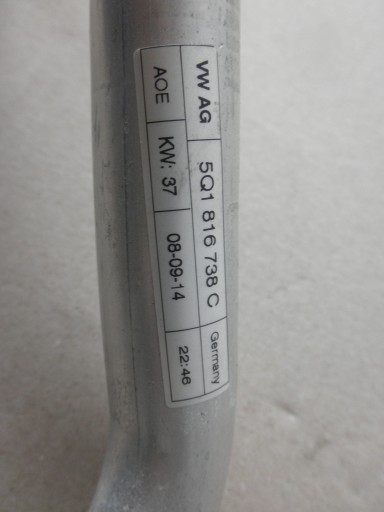 VW AG 5Q1 816 738 C Germany
AOE KW: 37 08-09-14 22:46